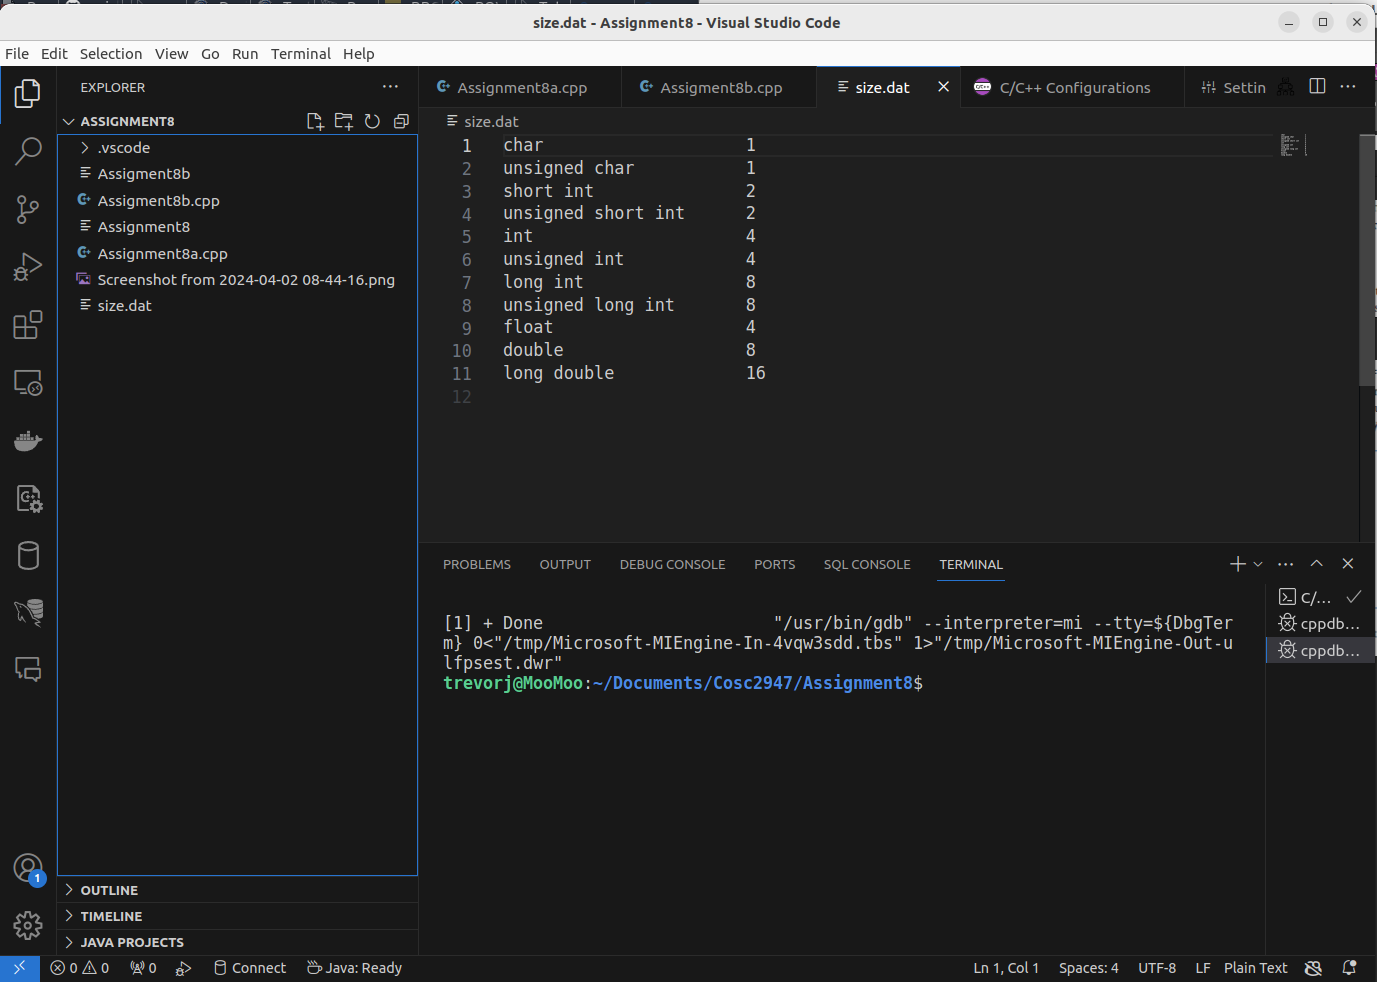 size.dat - Assignment8 - Visual Studio Code
File Edit Selection View Go Run Terminal Help
EXPLORER
ASSIGNMENT8
.vscode
Assigment8b
Assigment8b.cpp
Assignment8
Assignment8a.cpp
Screenshot from 2024-04-02 08-44-16.png
size.dat
OUTLINE
TIMELINE
JAVA PROJECTS
Assignment8a.cpp Assigment8b.cpp size.dat C/C++ Configurations Settin
size.dat
1 char 1
2 unsigned char 1
3 short int 2
4 unsigned short int 2
5 int 4
6 unsigned int 4
7 long int 8
8 unsigned long int 8
9 float 4
10 double 8
11 long double 16
12
PROBLEMS OUTPUT DEBUG CONSOLE PORTS SQL CONSOLE TERMINAL
[1] + Done "/usr/bin/gdb" --interpreter=mi --tty=${DbgTer
m} 0<"/tmp/Microsoft-MIEngine-In-4vqw3sdd.tbs" 1>"/tmp/Microsoft-MIEngine-Out-u
lfpsest.dwr"
trevorj@MooMoo:~/Documents/Cosc2947/Assignment8$
C/...
cppdb...
cppdb...
1
0 0 0 Connect Java: Ready Ln 1, Col 1 Spaces: 4 UTF-8 LF Plain Text